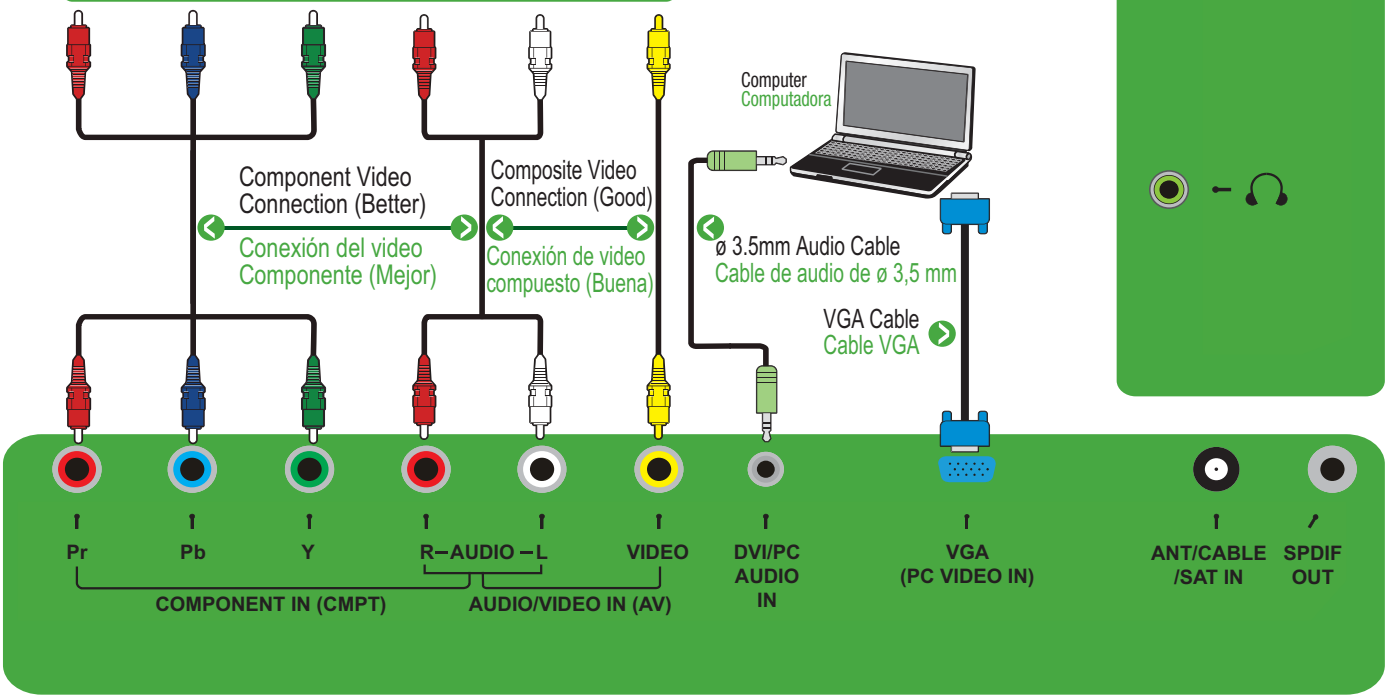 Computer
Computadora
Component Video
Connection (Better)
Conexión del video
Componente (Mejor)
Composite Video
Connection (Good)
Conexión de video
compuesto (Buena)
ø 3.5mm Audio Cable
Cable de audio de ø 3,5 mm
VGA Cable
Cable VGA
Pr
Pb
Y
R–AUDIO–L
VIDEO
DVI/PC
AUDIO
IN
VGA
(PC VIDEO IN)
ANT/CABLE
/SAT IN
SPDIF
OUT
COMPONENT IN (CMPT)
AUDIO/VIDEO IN (AV)